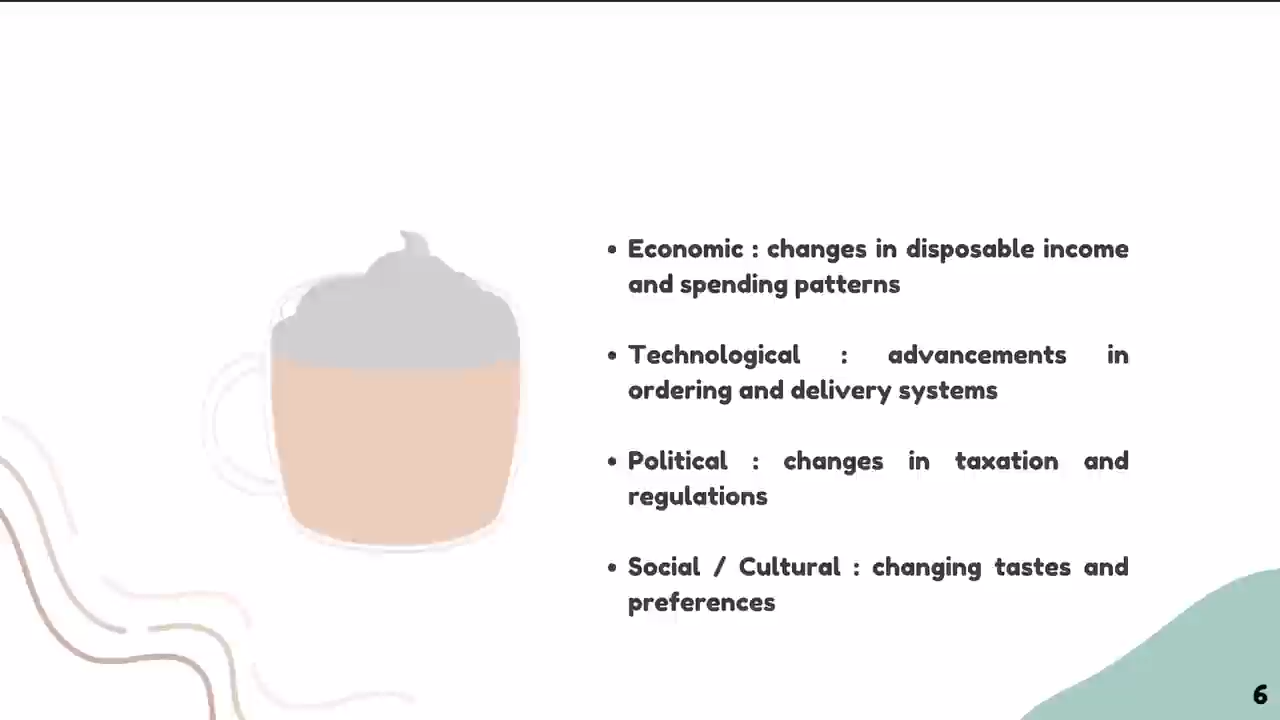 • Economic : changes in disposable income
and spending patterns
• Technological : advancements in
ordering and delivery systems
• Political : changes in taxation and
regulations
• Social / Cultural : changing tastes and
preferences
6